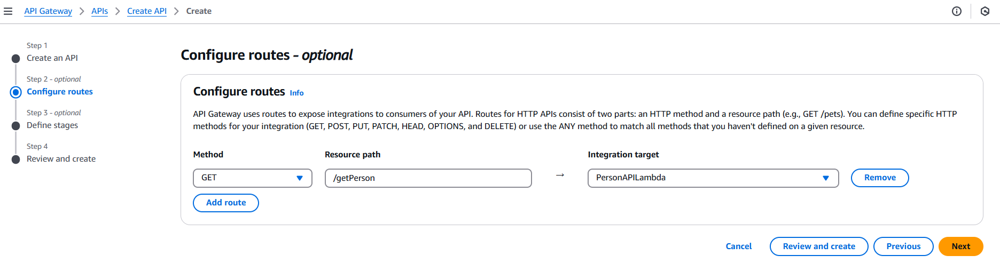 API Gateway > APIs > Create API > Create
Step 1
Create an API
Step 2 - optional
Configure routes
Step 3 - optional
Define stages
Step 4
Review and create
Configure routes - optional
Configure routes Info
API Gateway uses routes to expose integrations to consumers of your API. Routes for HTTP APIs consist of two parts: an HTTP method and a resource path (e.g., GET /pets). You can define specific HTTP
methods for your integration (GET, POST, PUT, PATCH, HEAD, OPTIONS, and DELETE) or use the ANY method to match all methods that you haven't defined on a given resource.
Method Resource path Integration target
GET /getPerson → PersonAPILambda Remove
Add route
Cancel Review and create Previous Next